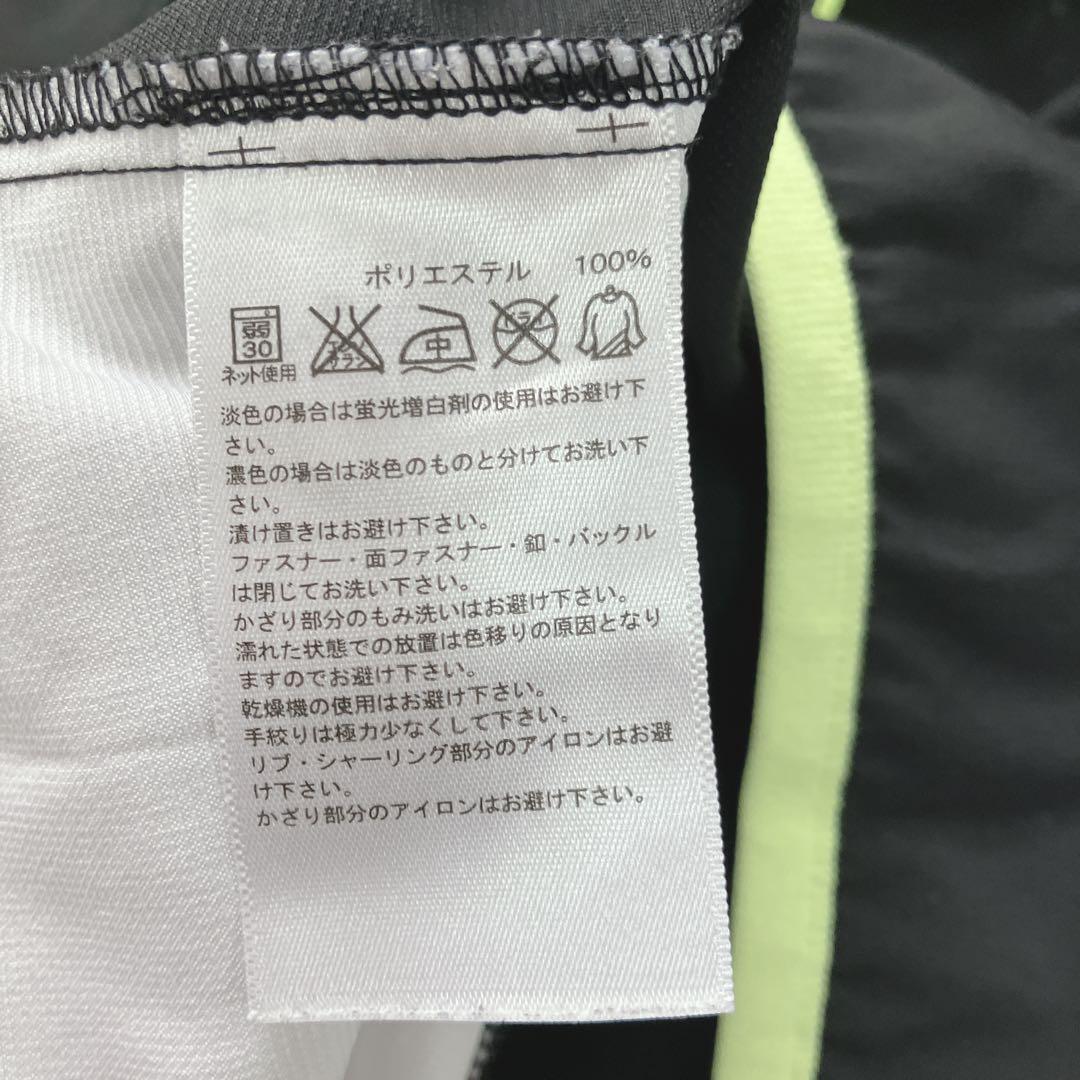 ポリエステル 100%
弱
30
ネット使用
エンソ
サラシ
中
ドライ
淡色の場合は蛍光増白剤の使用はお避け下
さい。
濃色の場合は淡色のものと分けてお洗い下
さい。
漬け置きはお避け下さい。
ファスナー・面ファスナー・釦・バックル
は閉じてお洗い下さい。
かざり部分のもみ洗いはお避け下さい。
濡れた状態での放置は色移りの原因となり
ますのでお避け下さい。
乾燥機の使用はお避け下さい。
手絞りは極力少なくして下さい。
リブ・シャーリング部分のアイロンはお避
け下さい。
かざり部分のアイロンはお避け下さい。